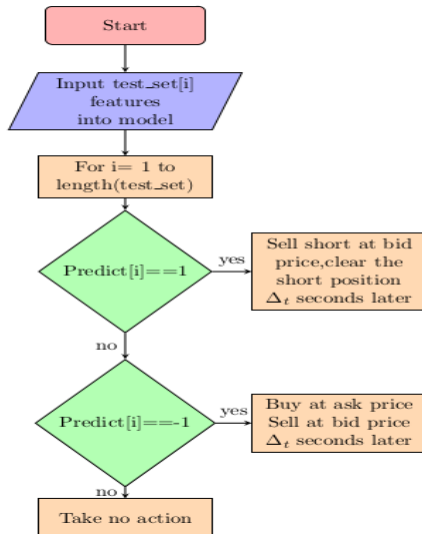 Start
Input test_set[i]
features
into model
For i= 1 to
length(test_set)
Predict[i]==1
yes
Sell short at bid
price,clear the
short position
Δt seconds later
no
Predict[i]==-1
yes
Buy at ask price
Sell at bid price
Δt seconds later
no
Take no action